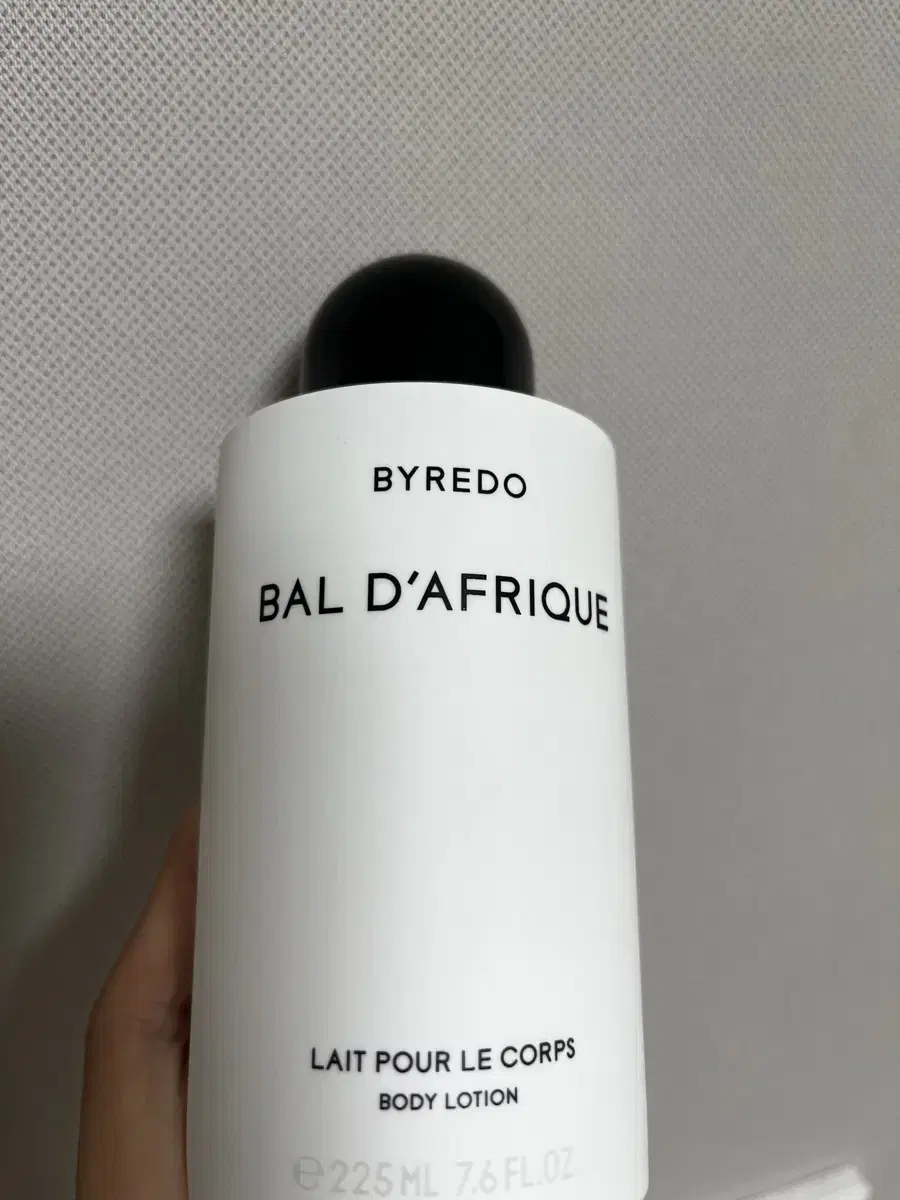 BYREDO
BAL D'AFRIQUE
LAIT POUR LE CORPS
BODY LOTION
℮225ML 7.6FL.OZ